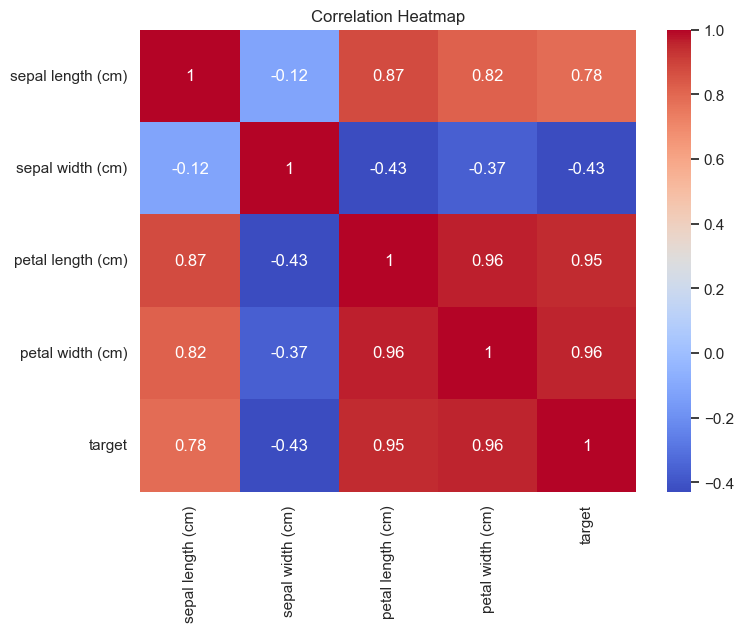 Correlation Heatmap
sepal length (cm) 1 -0.12 0.87 0.82 0.78
sepal width (cm) -0.12 1 -0.43 -0.37 -0.43
petal length (cm) 0.87 -0.43 1 0.96 0.95
petal width (cm) 0.82 -0.37 0.96 1 0.96
target 0.78 -0.43 0.95 0.96 1
sepal length (cm)
sepal width (cm)
petal length (cm)
petal width (cm)
target
1.0
0.8
0.6
0.4
0.2
0.0
−0.2
−0.4